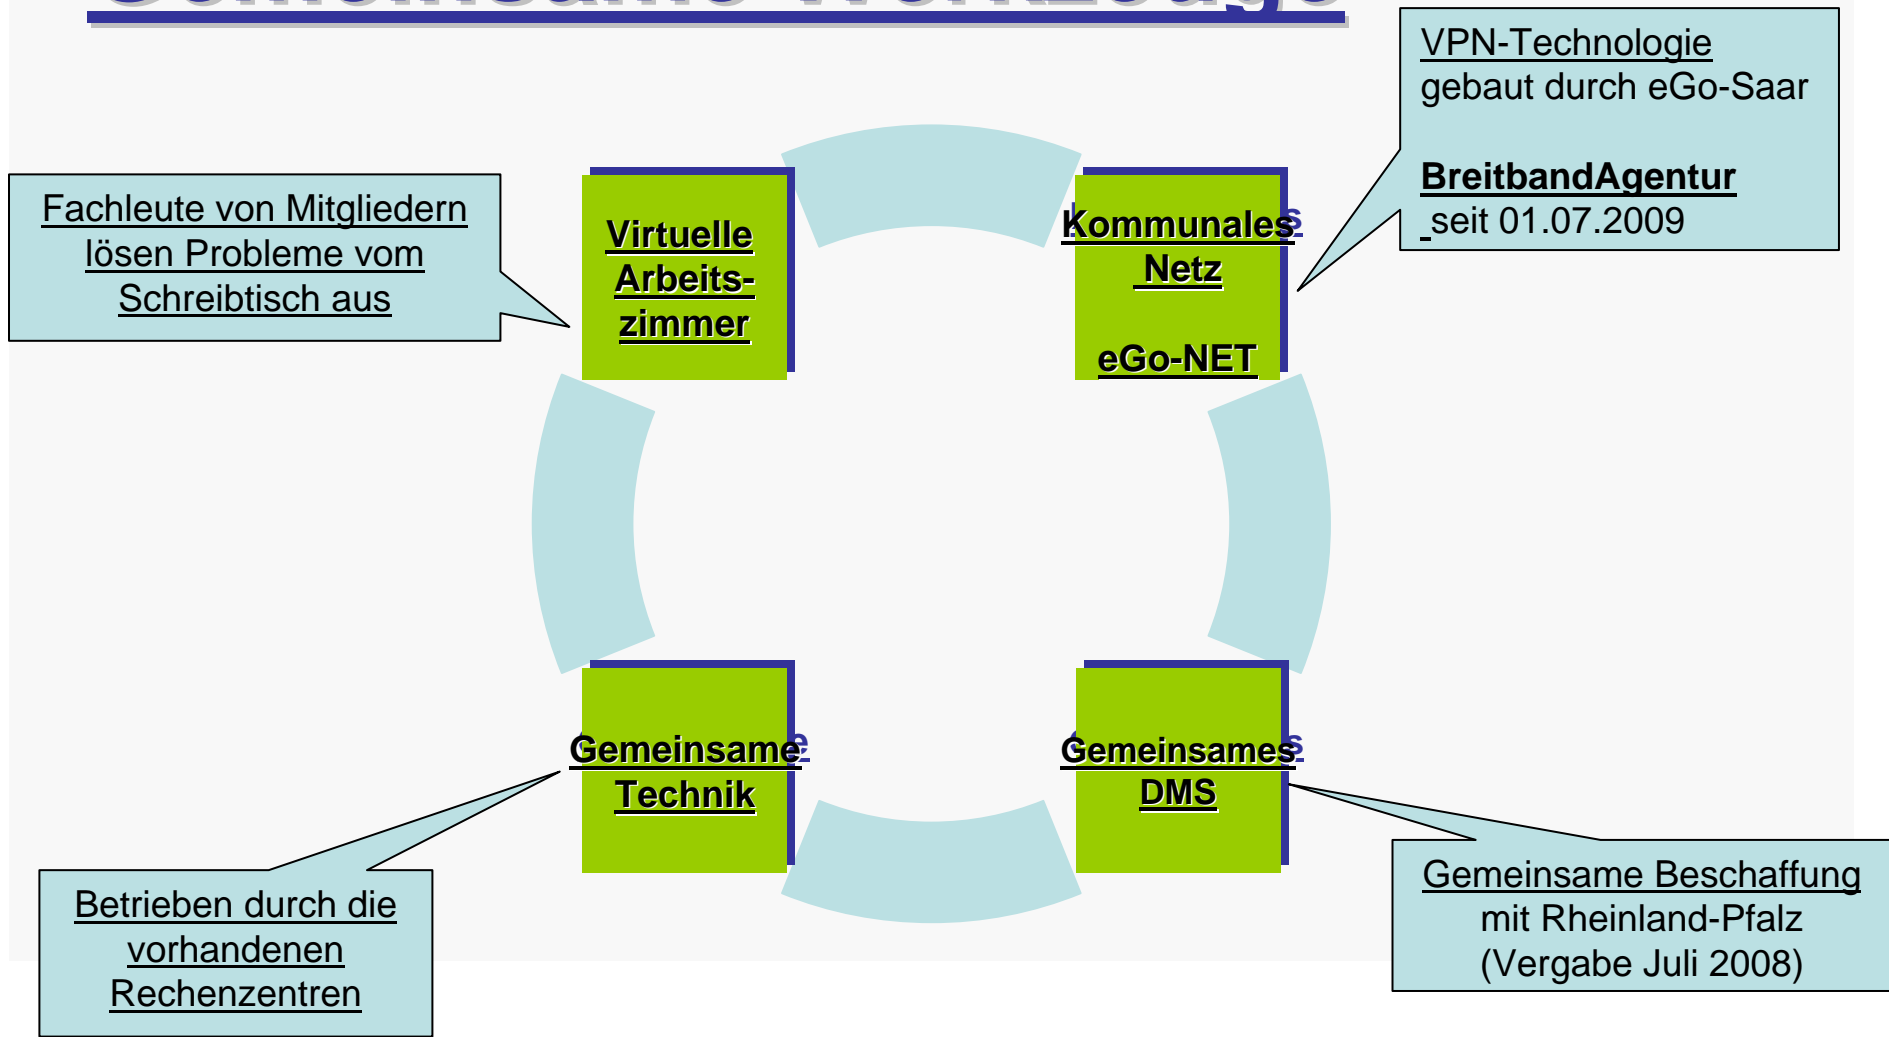 Gemeinsame Werkzeuge
VPN-Technologie
gebaut durch eGo-Saar
BreitbandAgentur
seit 01.07.2009
Fachleute von Mitgliedern
lösen Probleme vom
Schreibtisch aus
Virtuelle
Arbeits-
zimmer
Kommunales
Netz
eGo-NET
Gemeinsame
Technik
Gemeinsames
DMS
Betrieben durch die
vorhandenen
Rechenzentren
Gemeinsame Beschaffung
mit Rheinland-Pfalz
(Vergabe Juli 2008)